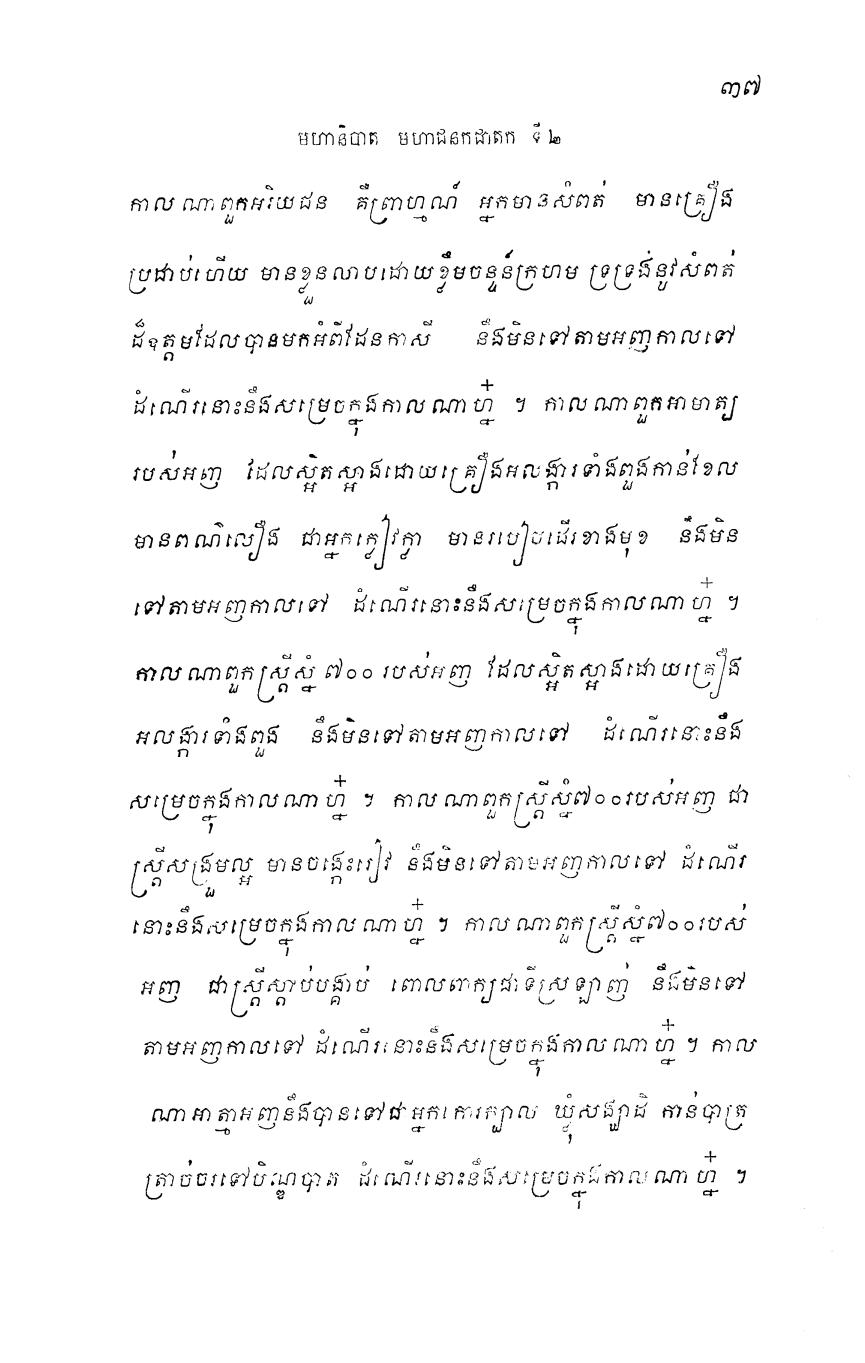 ៣៧
មហានិបាត មហាជនកជាតក ទី ២
កាលណាពួកអរិយជន គឺព្រាហ្មណ៍ អ្នកមានសំពត់ មានគ្រឿង
ប្រដាប់ហើយ មានខ្លួនលាបដោយខ្លឹមចន្ទន៍ក្រហម ទ្រទ្រង់នូវសំពត់
ដ៏ឧត្តមដែលបានមកអំពីដែនកាសី នឹងមិនទៅតាមអញកាលទៅ
ដំណើរនោះនឹងសម្រេចក្នុងកាលណាហ្ន៎ ។ កាលណាពួកអាមាត្យ
របស់អញ ដែលស្អិតស្អាងដោយគ្រឿងអលង្ការទាំងពួងកាន់ខែល
មានពណ៌លឿង ជាអ្នកក្លៀវក្លា មានរបៀបដើរខាងមុខ នឹងមិន
ទៅតាមអញកាលទៅ ដំណើរនោះនឹងសម្រេចក្នុងកាលណាហ្ន៎ ។
កាលណាពួកស្ត្រីស្នំ ៧០០ របស់អញ ដែលស្អិតស្អាងដោយគ្រឿង
អលង្ការទាំងពួង នឹងមិនទៅតាមអញកាលទៅ ដំណើរនោះនឹង
សម្រេចក្នុងកាលណាហ្ន៎ ។ កាលណាពួកស្ត្រីស្នំ៧០០របស់អញ ជា
ស្ត្រីសង្រួមល្អ មានចង្កេះរៀវ នឹងមិនទៅតាមអញកាលទៅ ដំណើរ
នោះនឹងសម្រេចក្នុងកាលណាហ្ន៎ ។ កាលណាពួកស្ត្រីស្នំ៧០០របស់
អញ ជាស្ត្រីស្តាប់បង្គាប់ ពោលពាក្យជាទីស្រឡាញ់ នឹងមិនទៅ
តាមអញកាលទៅ ដំណើរនោះនឹងសម្រេចក្នុងកាលណាហ្ន៎ ។ កាល
ណាអាត្មាអញនឹងបានទៅជាអ្នកកោរក្បាល ឃ្លុំសង្ឃាដិ កាន់បាត្រ
ត្រាច់ចរទៅបិណ្ឌបាត ដំណើរនោះនឹងសម្រេចក្នុងកាលណាហ្ន៎ ។